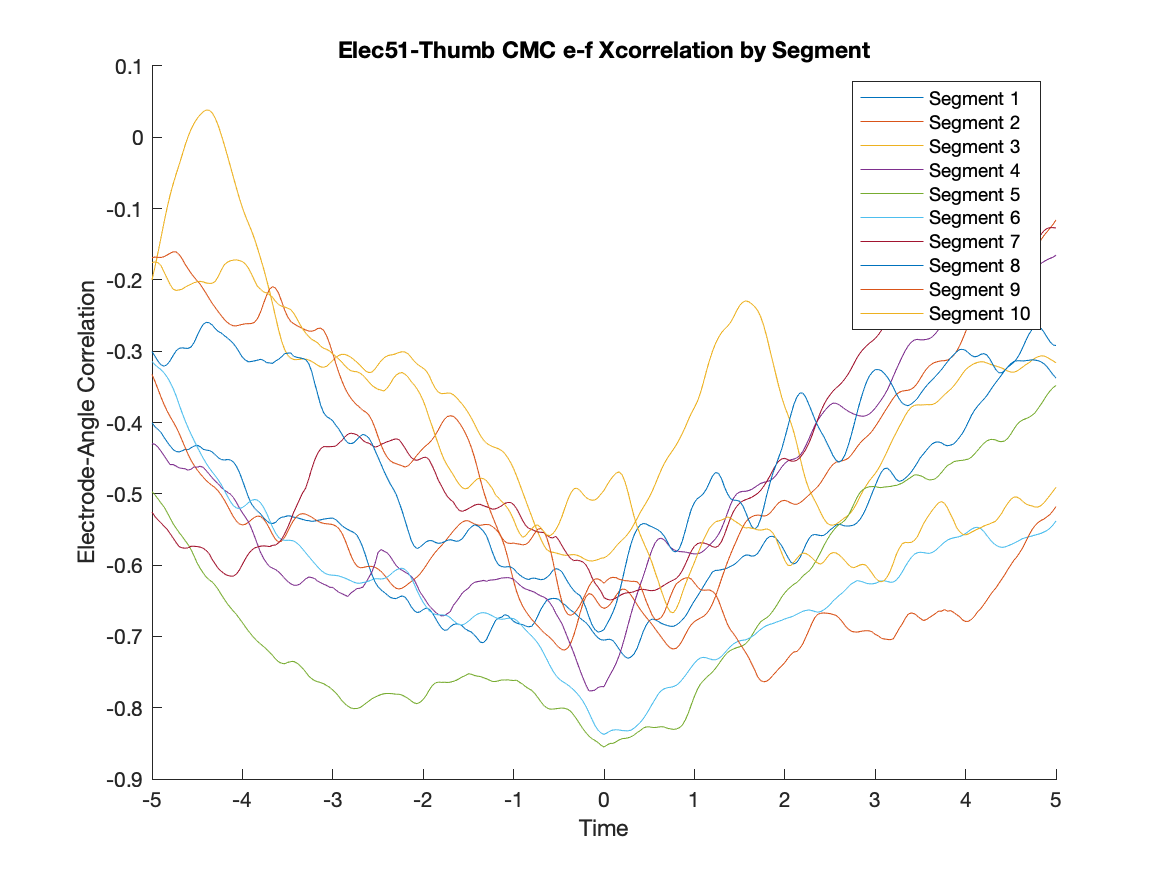 Elec51-Thumb CMC e-f Xcorrelation by Segment
0.1
0
-0.1
-0.2
-0.3
-0.4
-0.5
-0.6
-0.7
-0.8
-0.9
Electrode-Angle Correlation
Segment 1
Segment 2
Segment 3
Segment 4
Segment 5
Segment 6
Segment 7
Segment 8
Segment 9
Segment 10
-5 -4 -3 -2 -1 0 1 2 3 4 5
Time